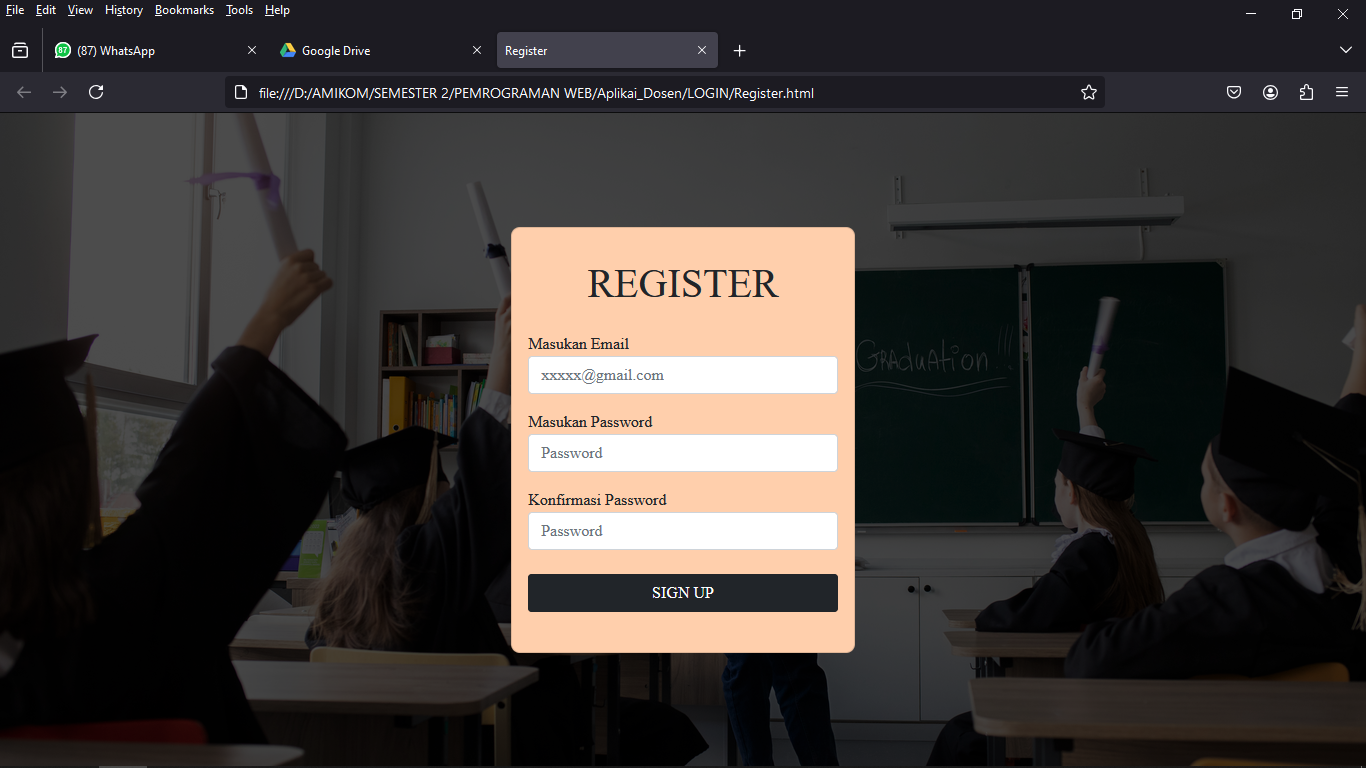 File Edit View History Bookmarks Tools Help
87 (87) WhatsApp
Google Drive
Register
file:///D:/AMIKOM/SEMESTER 2/PEMROGRAMAN WEB/Aplikai_Dosen/LOGIN/Register.html
REGISTER
Graduation!!!
Masukan Email
xxxxx@gmail.com
Masukan Password
Password
Konfirmasi Password
Password
SIGN UP